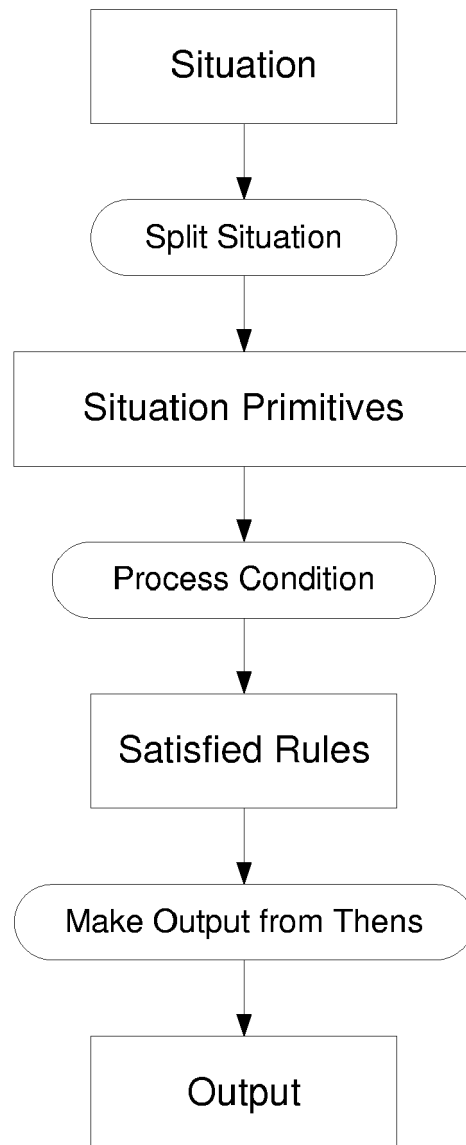 Situation
Split Situation
Situation Primitives
Process Condition
Satisfied Rules
Make Output from Thens
Output